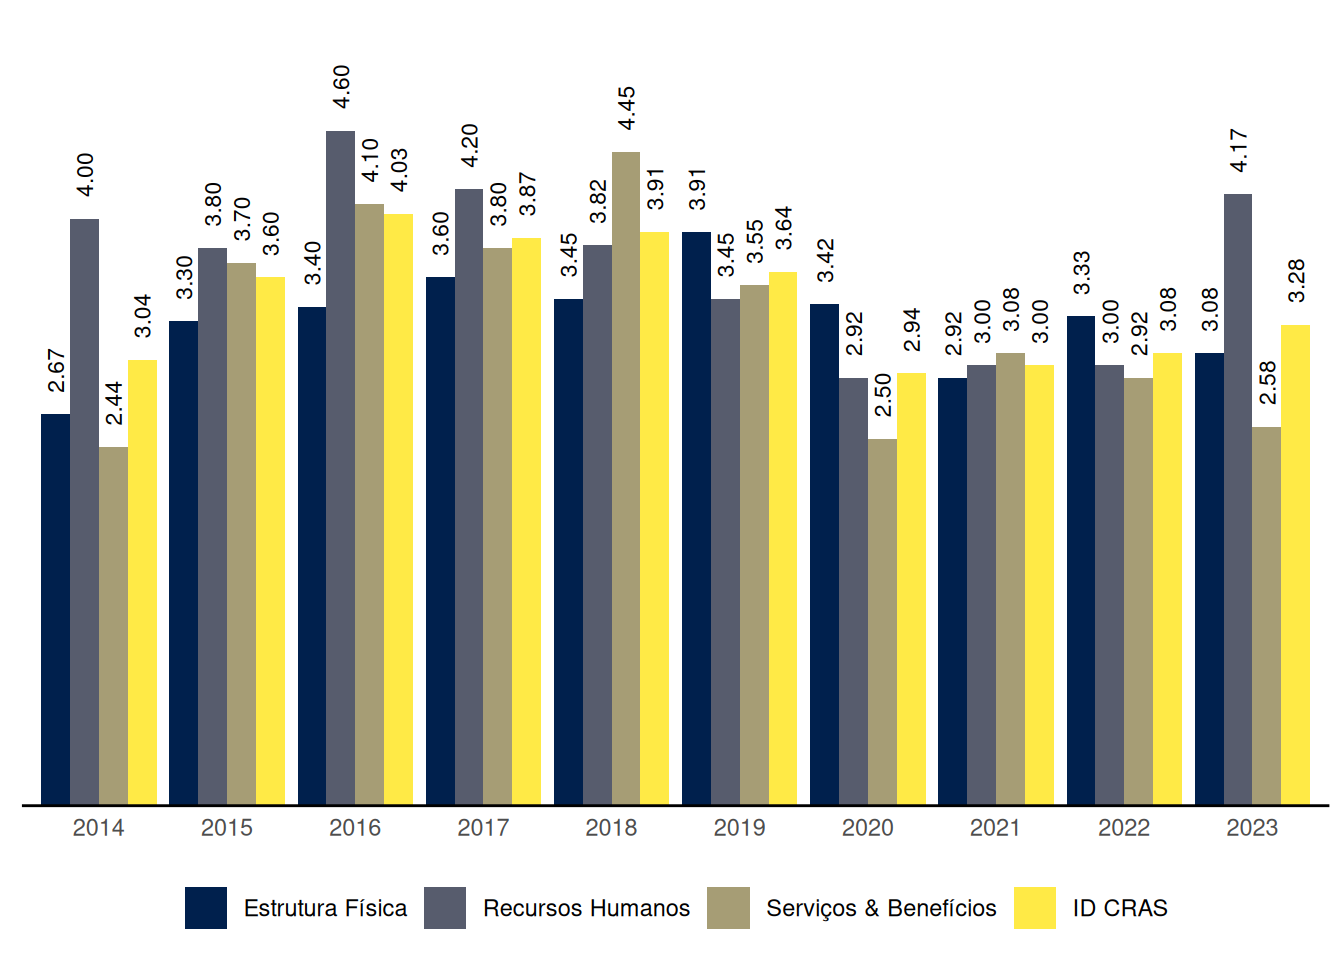 2.67 4.00 2.44 3.04 3.30 3.80 3.70 3.60 3.40 4.60 4.10 4.03 3.60 4.20 3.80 3.87 3.45 3.82 4.45 3.91 3.91 3.45 3.55 3.64 3.42 2.92 2.50 2.94 2.92 3.00 3.08 3.00 3.33 3.00 2.92 3.08 3.08 4.17 2.58 3.28
2014 2015 2016 2017 2018 2019 2020 2021 2022 2023
Estrutura Física Recursos Humanos Serviços & Benefícios ID CRAS